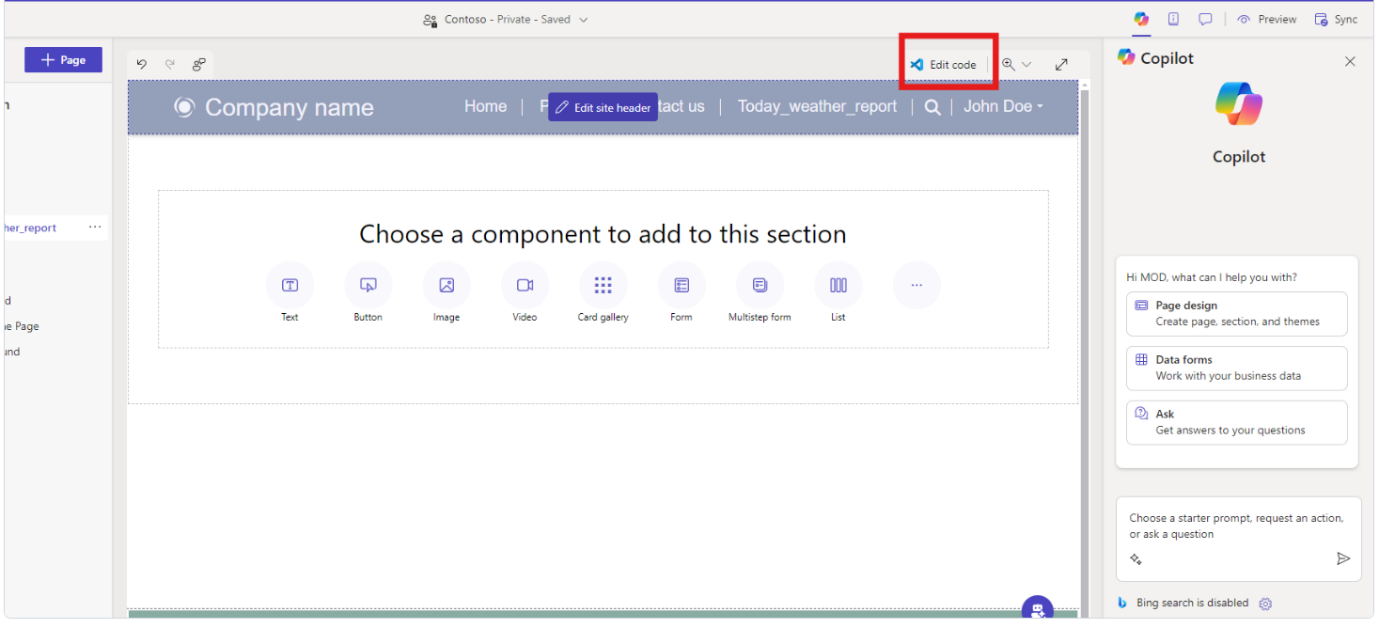 Contoso - Private - Saved
Preview
Sync
Page
Edit code
Copilot
Company name
Home
Edit site header
tact us
Today_weather_report
John Doe
Copilot
her_report
Choose a component to add to this section
Text
Button
Image
Video
Card gallery
Form
Multistep form
List
Hi MOD, what can I help you with?
Page design
Create page, section, and themes
Data forms
Work with your business data
Ask
Get answers to your questions
d
e Page
und
Choose a starter prompt, request an action,
or ask a question
Bing search is disabled